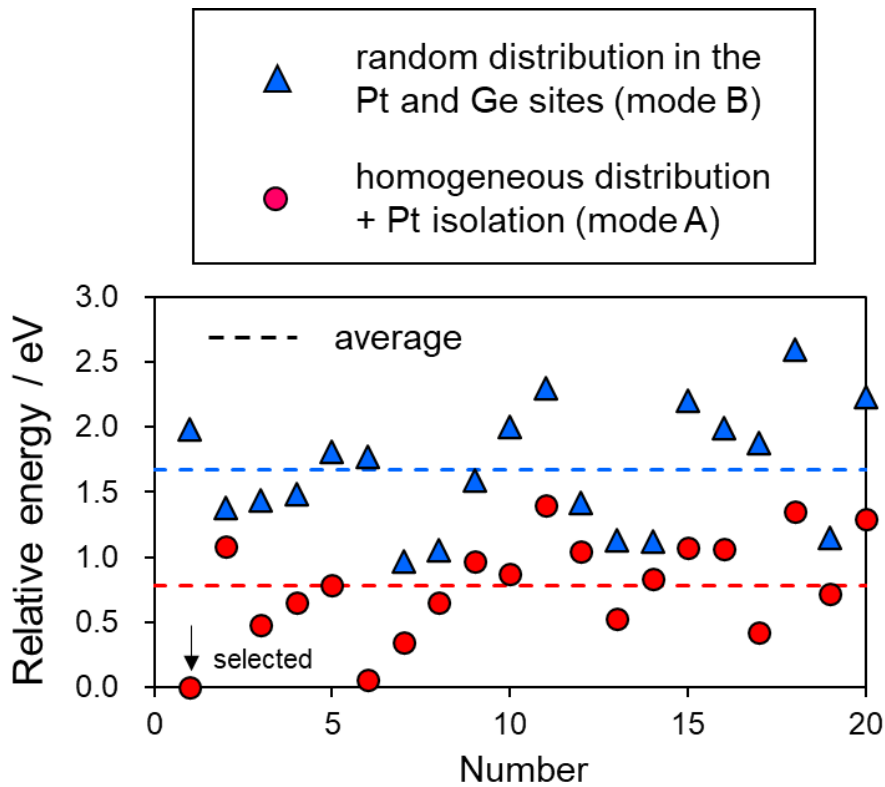 random distribution in the
Pt and Ge sites (mode B)
homogeneous distribution
+ Pt isolation (mode A)
3.0
2.5
2.0
1.5
1.0
0.5
0.0
Relative energy / eV
average
selected
0
5
10
15
20
Number